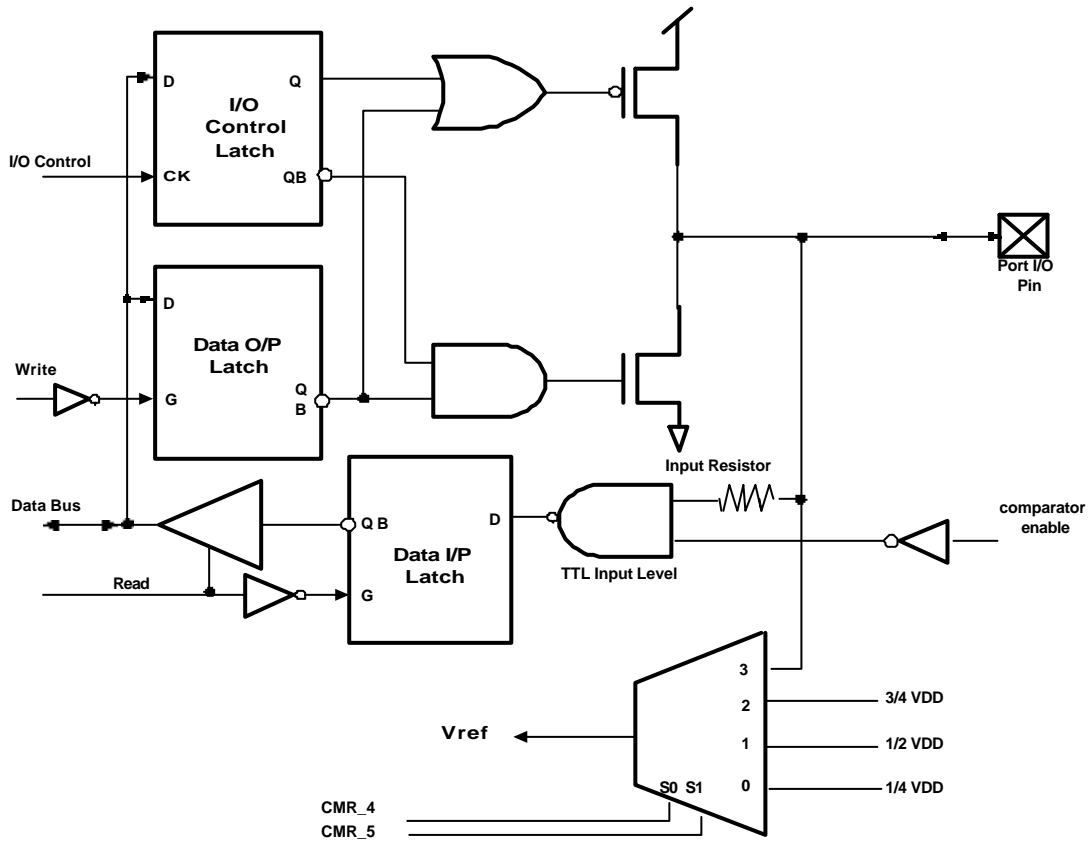 D
Q
I/O
Control
Latch
I/O Control
CK
QB
Port I/O
Pin
D
Data O/P
Latch
Write
G
Q
B
Input Resistor
Data Bus
Q B
D
comparator
enable
Data I/P
Latch
TTL Input Level
Read
G
3
2
3/4 VDD
Vref
1
1/2 VDD
0
1/4 VDD
S0 S1
CMR_4
CMR_5